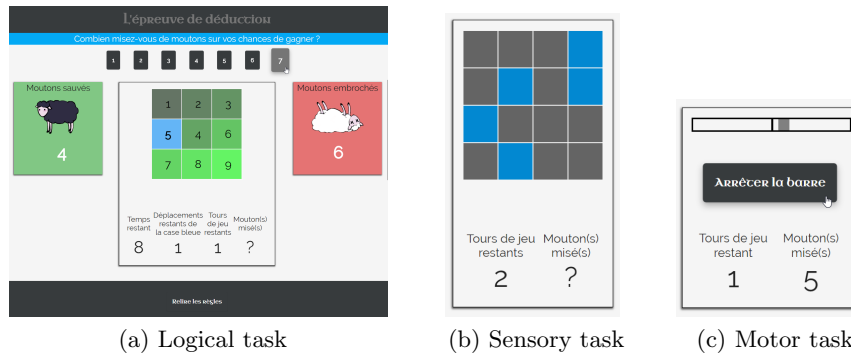 L'épreuve de déduction
Combien misez-vous de moutons sur vos chances de gagner ?
1 2 3 4 5 6 7
Moutons sauvés
4
1 2 3
5 4 6
7 8 9
Temps restant
8
Déplacements restants de la case bleue
1
Tours de jeu restants
1
Mouton(s) misé(s)
?
Moutons embrochés
6
Relire les règles
(a) Logical task
Tours de jeu restants
2
Mouton(s) misé(s)
?
(b) Sensory task
Arrêter la barre
Tours de jeu restant
1
Mouton(s) misé(s)
5
(c) Motor task